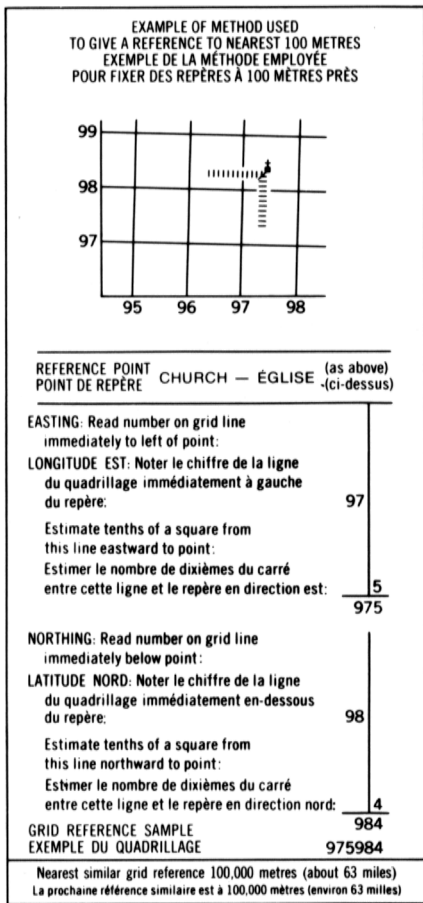 EXAMPLE OF METHOD USED
TO GIVE A REFERENCE TO NEAREST 100 METRES
EXEMPLE DE LA MÉTHODE EMPLOYÉE
POUR FIXER DES REPÈRES À 100 MÈTRES PRÈS
99
98
97
95 96 97 98
REFERENCE POINT CHURCH — ÉGLISE (as above)
POINT DE REPÈRE -(ci-dessus)
EASTING: Read number on grid line
immediately to left of point:
LONGITUDE EST: Noter le chiffre de la ligne
du quadrillage immédiatement à gauche
du repère: 97
Estimate tenths of a square from
this line eastward to point:
Estimer le nombre de dixièmes du carré
entre cette ligne et le repère en direction est: 5
975
NORTHING: Read number on grid line
immediately below point:
LATITUDE NORD: Noter le chiffre de la ligne
du quadrillage immédiatement en-dessous
du repère: 98
Estimate tenths of a square from
this line northward to point:
Estimer le nombre de dixièmes du carré
entre cette ligne et le repère en direction nord: 4
984
GRID REFERENCE SAMPLE
EXEMPLE DU QUADRILLAGE 975984
Nearest similar grid reference 100,000 metres (about 63 miles)
La prochaine référence similaire est à 100,000 mètres (environ 63 milles)